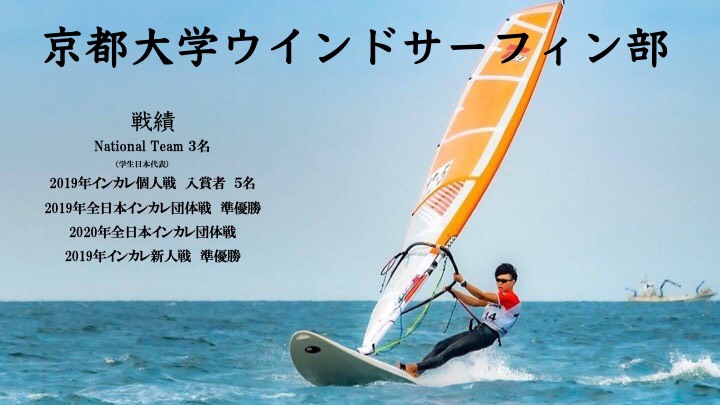 京都大学ウインドサーフィン部
戦績
National Team 3名
(学生日本代表)
2019年インカレ個人戦 入賞者 5名
2019年全日本インカレ団体戦 準優勝
2020年全日本インカレ団体戦
2019年インカレ新人戦 準優勝
14